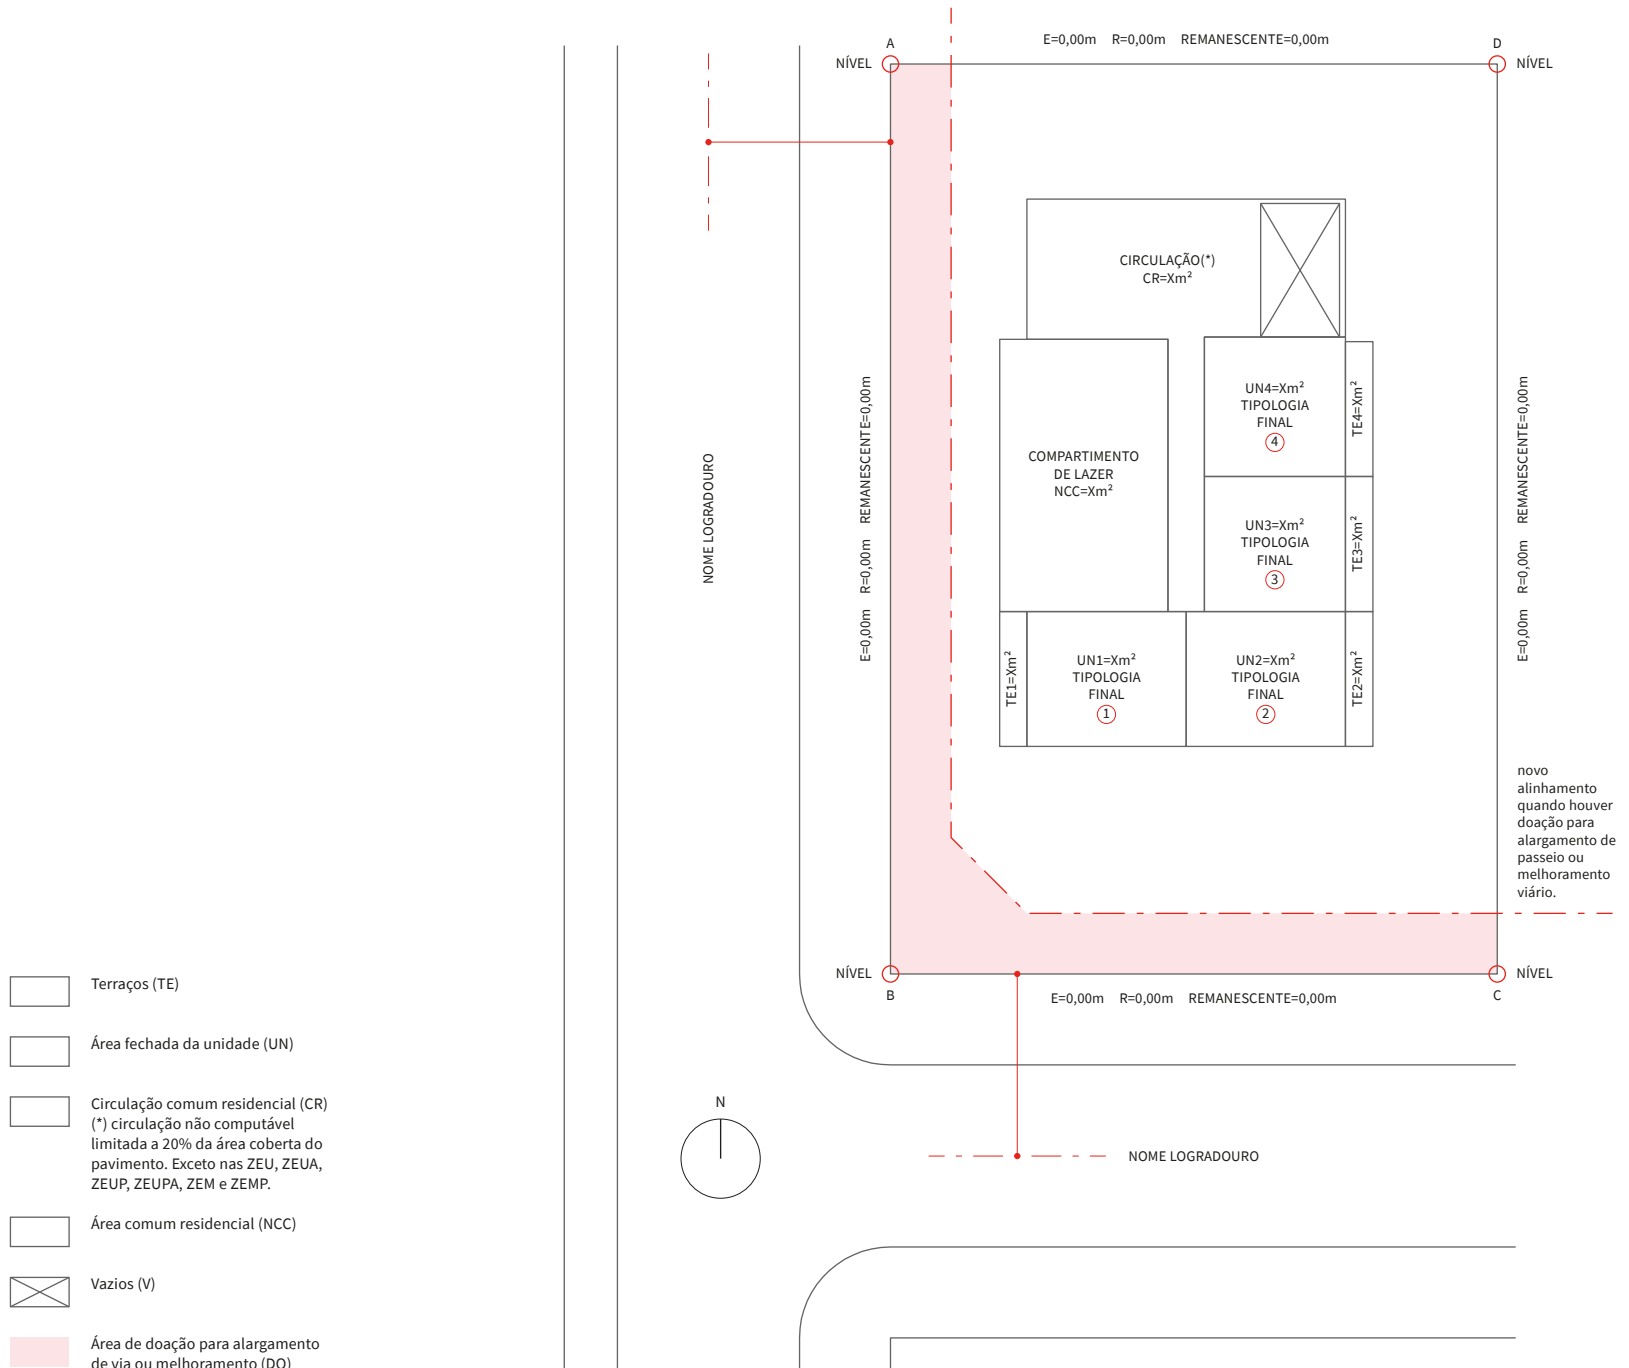 E=0,00m R=0,00m REMANESCENTE=0,00m
A
D
NÍVEL
NÍVEL
CIRCULAÇÃO(*)
CR=Xm²
UN4=Xm²
TIPOLOGIA
FINAL
4
TE4=Xm²
COMPARTIMENTO
DE LAZER
NCC=Xm²
E=0,00m R=0,00m REMANESCENTE=0,00m
E=0,00m R=0,00m REMANESCENTE=0,00m
NOME LOGRADOURO
UN3=Xm²
TIPOLOGIA
FINAL
3
TE3=Xm²
TE1=Xm²
UN1=Xm²
TIPOLOGIA
FINAL
1
UN2=Xm²
TIPOLOGIA
FINAL
2
TE2=Xm²
novo
alinhamento
quando houver
doação para
alargamento de
passeio ou
melhoramento
viário.
NÍVEL
NÍVEL
B
C
E=0,00m R=0,00m REMANESCENTE=0,00m
N
NOME LOGRADOURO
Terraços (TE)
Área fechada da unidade (UN)
Circulação comum residencial (CR)
(*) circulação não computável
limitada a 20% da área coberta do
pavimento. Exceto nas ZEU, ZEUA,
ZEUP, ZEUPA, ZEM e ZEMP.
Área comum residencial (NCC)
Vazios (V)
Área de doação para alargamento
de via ou melhoramento (DO)